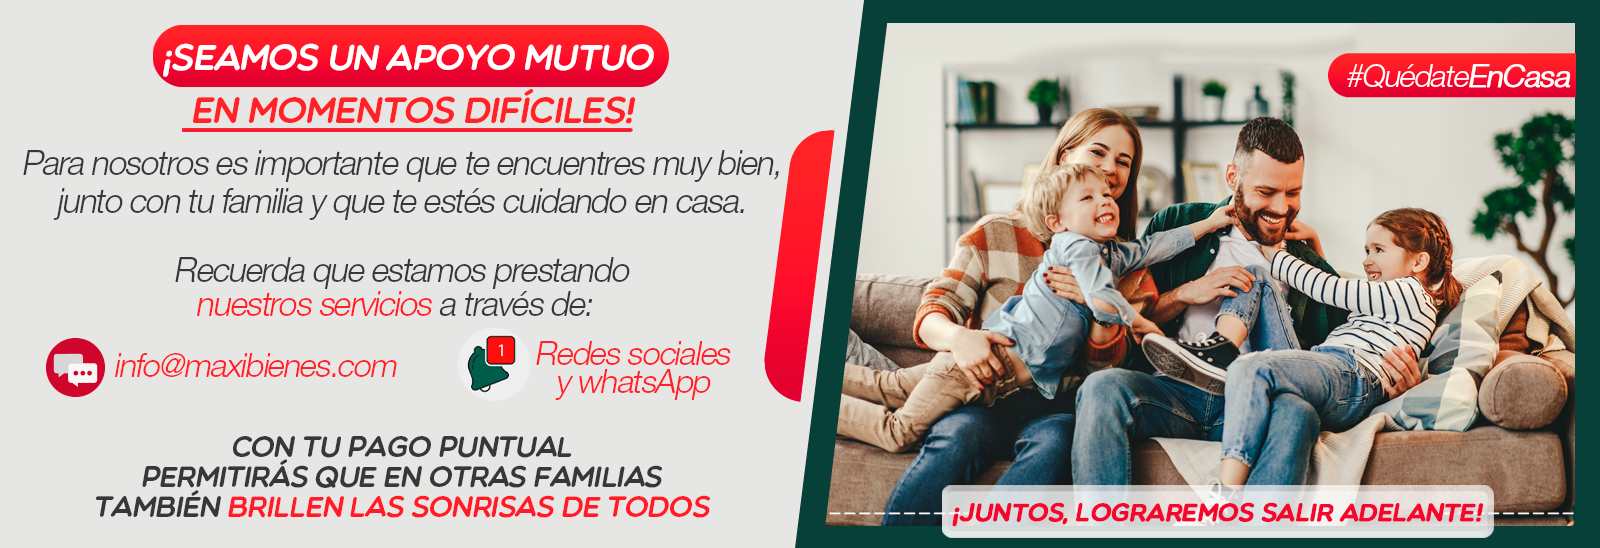 ¡SEAMOS UN APOYO MUTUO
EN MOMENTOS DIFÍCILES!
Para nosotros es importante que te encuentres muy bien,
junto con tu familia y que te estés cuidando en casa.
Recuerda que estamos prestando
nuestros servicios a través de:
info@maxibienes.com
1
Redes sociales
y whatsApp
CON TU PAGO PUNTUAL
PERMITIRÁS QUE EN OTRAS FAMILIAS
TAMBIÉN BRILLEN LAS SONRISAS DE TODOS
#QuédateEnCasa
¡JUNTOS, LOGRAREMOS SALIR ADELANTE!